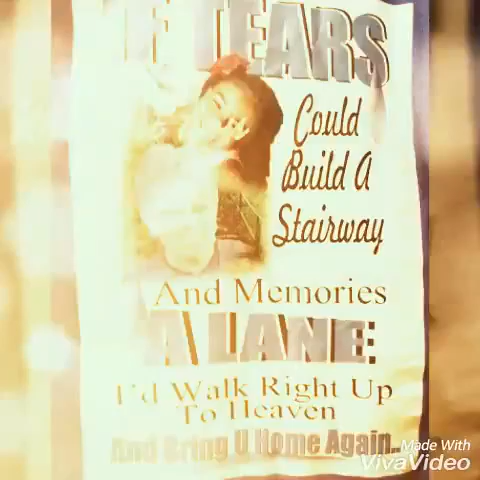 IF TEARS
Could
Build A
Stairway
And Memories
A LANE:
I'd Walk Right Up
To Heaven
And Bring U Home Again..
Made With
VivaVideo